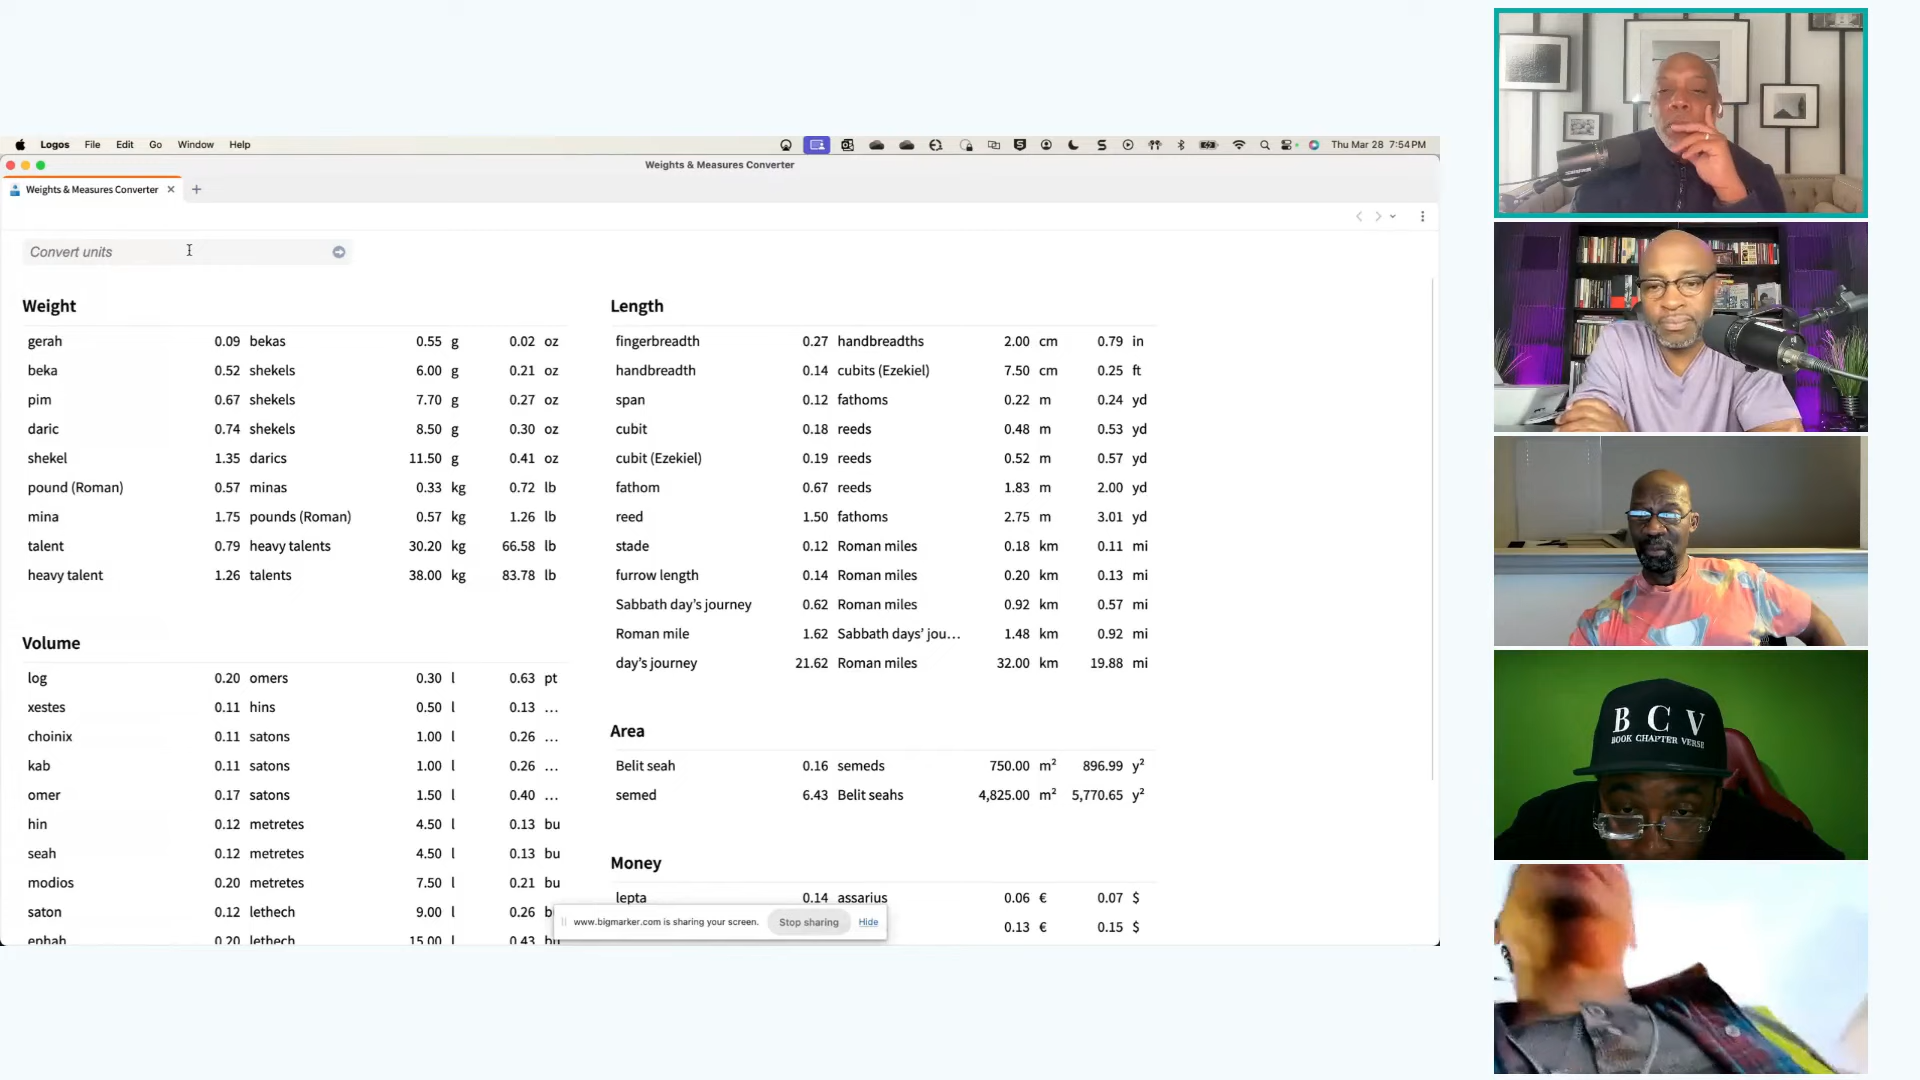 Logos File Edit Go Window Help Thu Mar 28 7:54 PM
Weights & Measures Converter
Weights & Measures Converter
Convert units
Weight
gerah 0.09 bekas 0.55 g 0.02 oz
beka 0.52 shekels 6.00 g 0.21 oz
pim 0.67 shekels 7.70 g 0.27 oz
daric 0.74 shekels 8.50 g 0.30 oz
shekel 1.35 darics 11.50 g 0.41 oz
pound (Roman) 0.57 minas 0.33 kg 0.72 lb
mina 1.75 pounds (Roman) 0.57 kg 1.26 lb
talent 0.79 heavy talents 30.20 kg 66.58 lb
heavy talent 1.26 talents 38.00 kg 83.78 lb
Volume
log 0.20 omers 0.30 l 0.63 pt
xestes 0.11 hins 0.50 l 0.13 ...
choinix 0.11 satons 1.00 l 0.26 ...
kab 0.11 satons 1.00 l 0.26 ...
omer 0.17 satons 1.50 l 0.40 ...
hin 0.12 metretes 4.50 l 0.13 bu
seah 0.12 metretes 4.50 l 0.13 bu
modios 0.20 metretes 7.50 l 0.21 bu
saton 0.12 lethech 9.00 l 0.26 b
ephah 0.20 lethech 15.00 l 0.43 bu
Length
fingerbreadth 0.27 handbreadths 2.00 cm 0.79 in
handbreadth 0.14 cubits (Ezekiel) 7.50 cm 0.25 ft
span 0.12 fathoms 0.22 m 0.24 yd
cubit 0.18 reeds 0.48 m 0.53 yd
cubit (Ezekiel) 0.19 reeds 0.52 m 0.57 yd
fathom 0.67 reeds 1.83 m 2.00 yd
reed 1.50 fathoms 2.75 m 3.01 yd
stade 0.12 Roman miles 0.18 km 0.11 mi
furrow length 0.14 Roman miles 0.20 km 0.13 mi
Sabbath day’s journey 0.62 Roman miles 0.92 km 0.57 mi
Roman mile 1.62 Sabbath days’ jou... 1.48 km 0.92 mi
day’s journey 21.62 Roman miles 32.00 km 19.88 mi
Area
Belit seah 0.16 semeds 750.00 m² 896.99 y²
semed 6.43 Belit seahs 4,825.00 m² 5,770.65 y²
Money
lepta 0.14 assarius 0.06 € 0.07 $
0.13 € 0.15 $
www.bigmarker.com is sharing your screen. Stop sharing Hide
BCV
BOOK CHAPTER VERSE